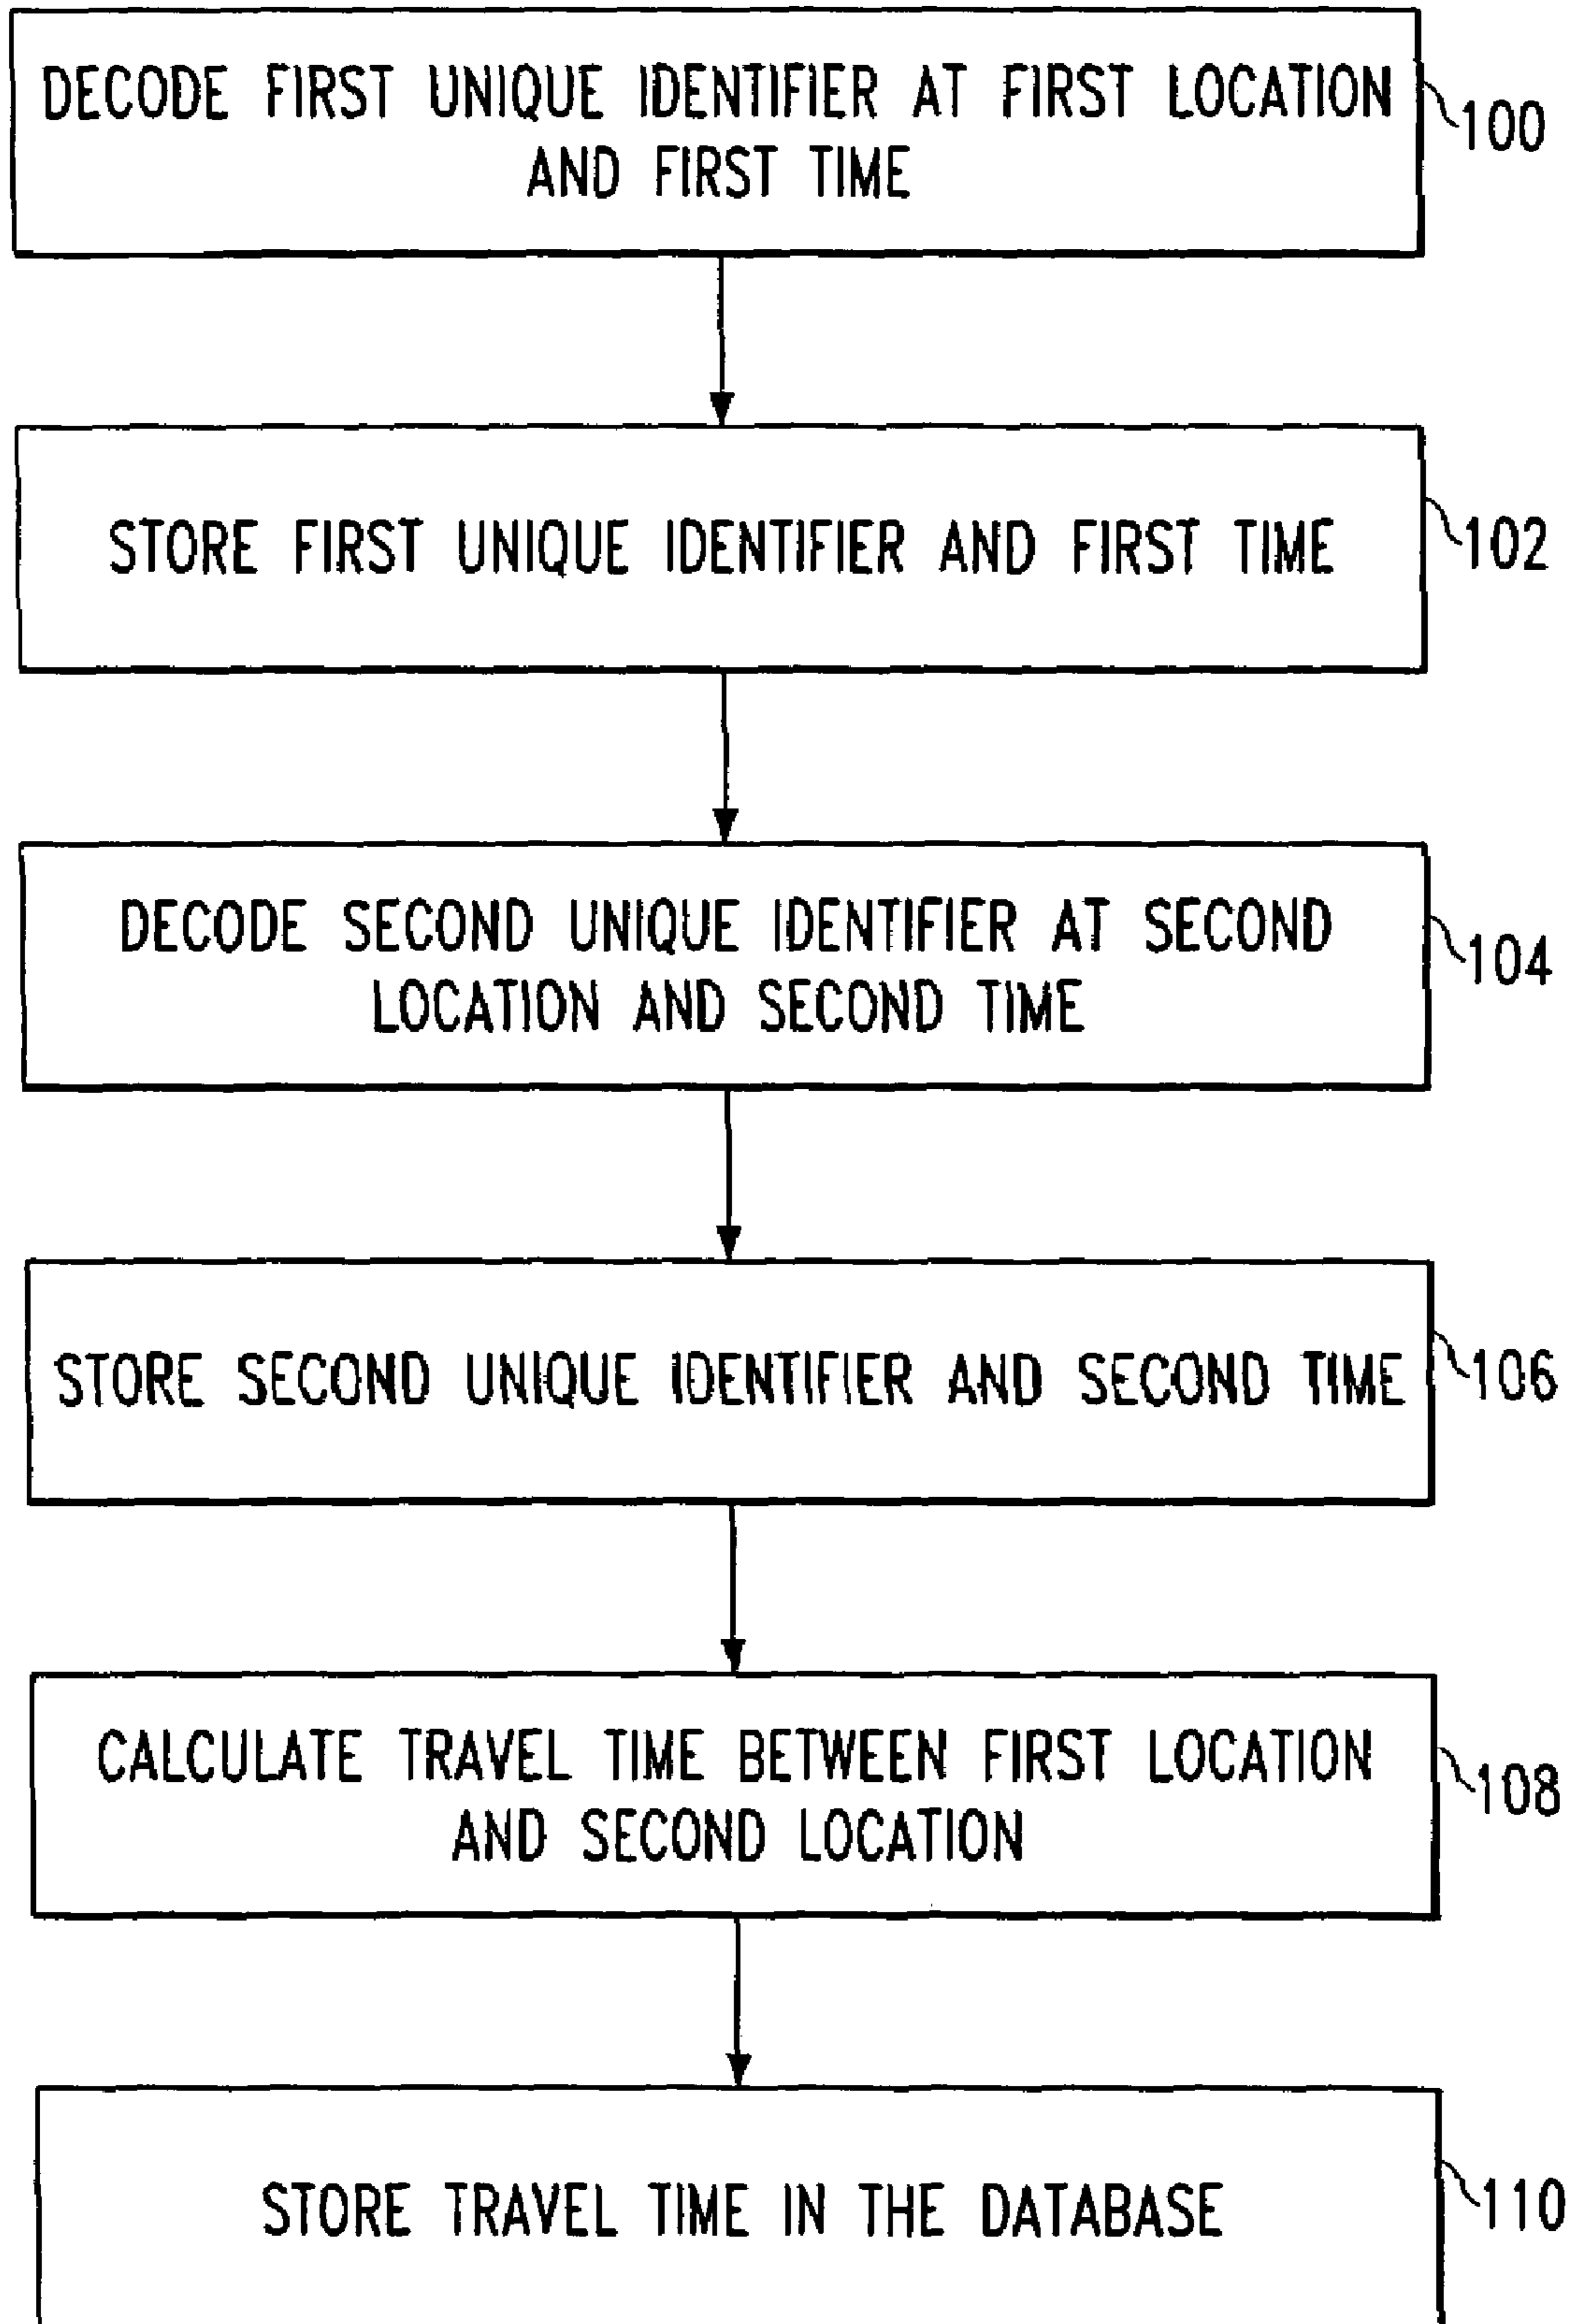 DECODE FIRST UNIQUE IDENTIFIER AT FIRST LOCATION
AND FIRST TIME
100
STORE FIRST UNIQUE IDENTIFIER AND FIRST TIME
102
DECODE SECOND UNIQUE IDENTIFIER AT SECOND
LOCATION AND SECOND TIME
104
STORE SECOND UNIQUE IDENTIFIER AND SECOND TIME
106
CALCULATE TRAVEL TIME BETWEEN FIRST LOCATION
AND SECOND LOCATION
108
STORE TRAVEL TIME IN THE DATABASE
110